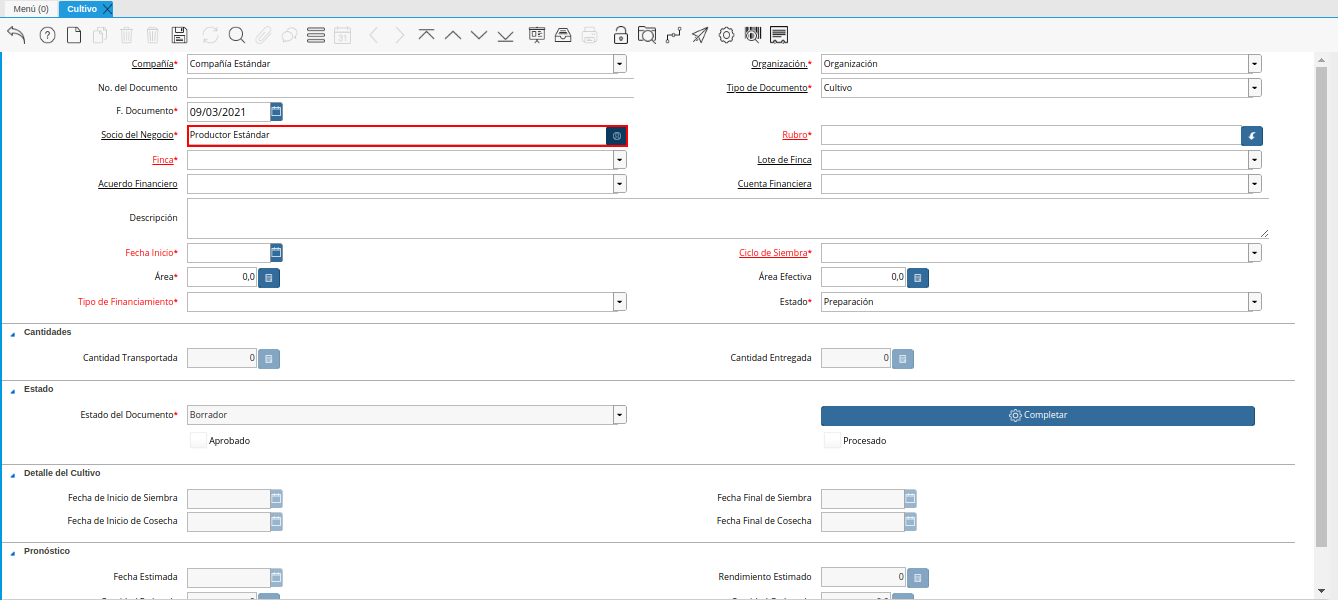 Menú (0) Cultivo
31
Compañía* Compañía Estándar Organización.* Organización
No. del Documento Tipo de Documento* Cultivo
F. Documento* 09/03/2021
Socio del Negocio* Productor Estándar Rubro*
Finca* Lote de Finca
Acuerdo Financiero Cuenta Financiera
Descripción
Fecha Inicio* Ciclo de Siembra*
Área* 0,0 Área Efectiva 0,0
Tipo de Financiamiento* Estado* Preparación
Cantidades
Cantidad Transportada 0 Cantidad Entregada 0
Estado
Estado del Documento* Borrador Completar
Aprobado Procesado
Detalle del Cultivo
Fecha de Inicio de Siembra Fecha Final de Siembra
Fecha de Inicio de Cosecha Fecha Final de Cosecha
Pronóstico
Fecha Estimada Rendimiento Estimado 0